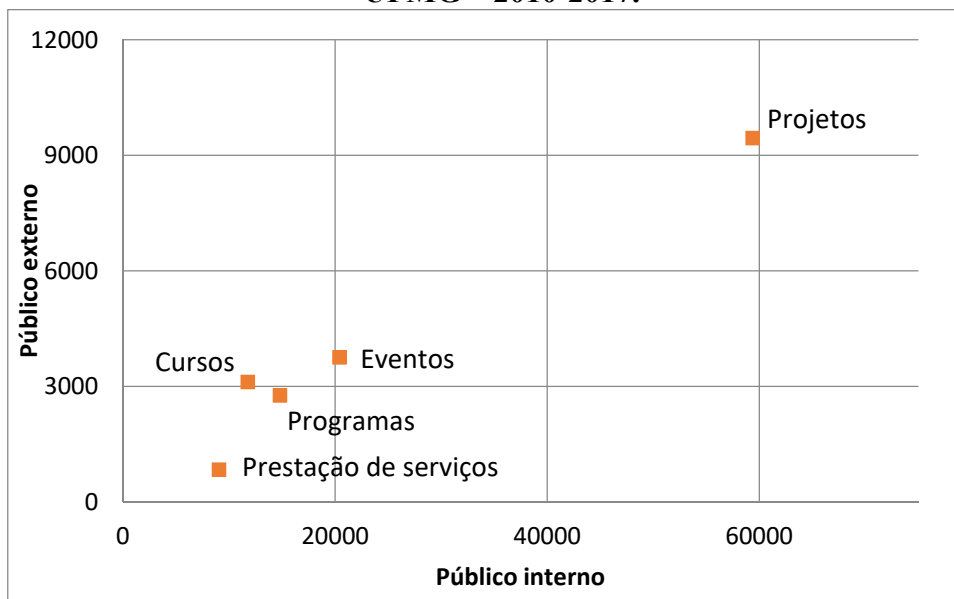 12000
Projetos
9000
Público externo
6000
Cursos
Eventos
3000
Programas
Prestação de serviços
0
0 20000 40000 60000
Público interno